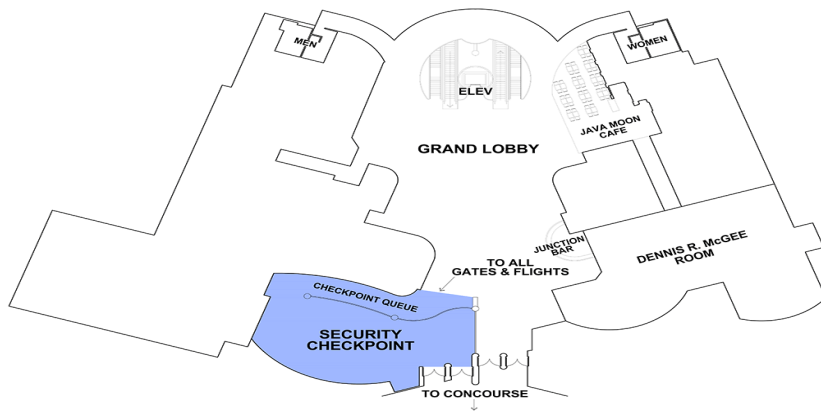 MEN
WOMEN
ELEV
JAVA MOON
CAFE
GRAND LOBBY
JUNCTION
BAR
DENNIS R. McGEE
ROOM
TO ALL
GATES & FLIGHTS
CHECKPOINT QUEUE
SECURITY
CHECKPOINT
TO CONCOURSE